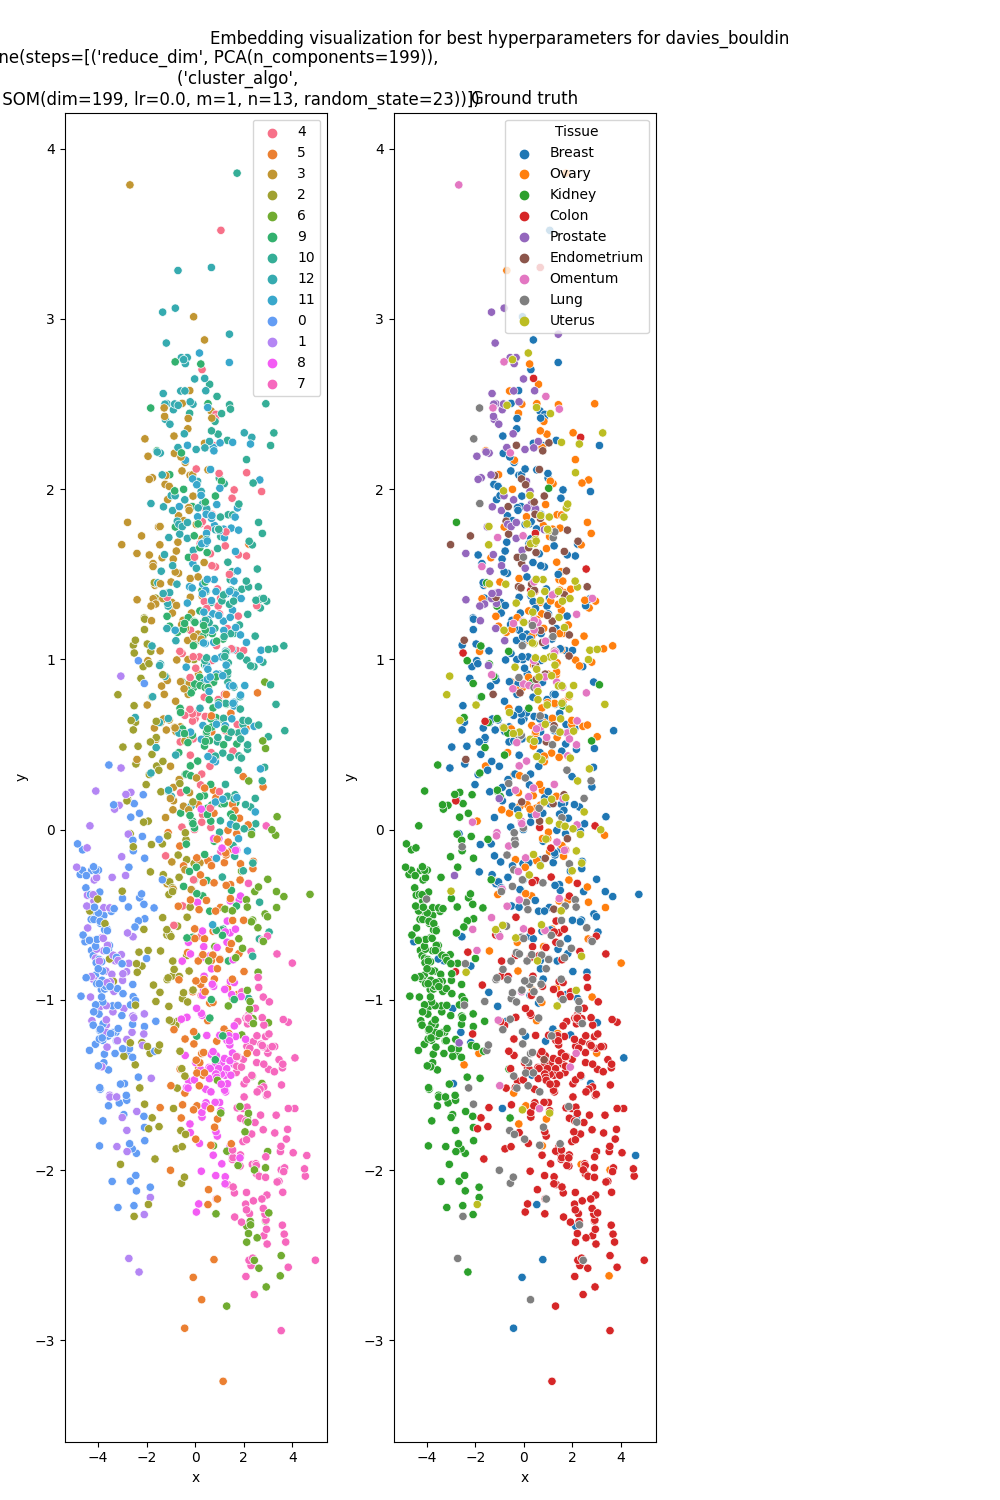 Embedding visualization for best hyperparameters for davies_bouldin
ne(steps=[('reduce_dim', PCA(n_components=199)),
('cluster_algo',
SOM(dim=199, lr=0.0, m=1, n=13, random_state=23))])
Ground truth
4
5
3
2
6
9
10
12
11
0
1
8
7
Tissue
Breast
Ovary
Kidney
Colon
Prostate
Endometrium
Omentum
Lung
Uterus
4
3
2
1
0
−1
−2
−3
y
−4
−2
0
2
4
x
4
3
2
1
0
−1
−2
−3
y
−4
−2
0
2
4
x